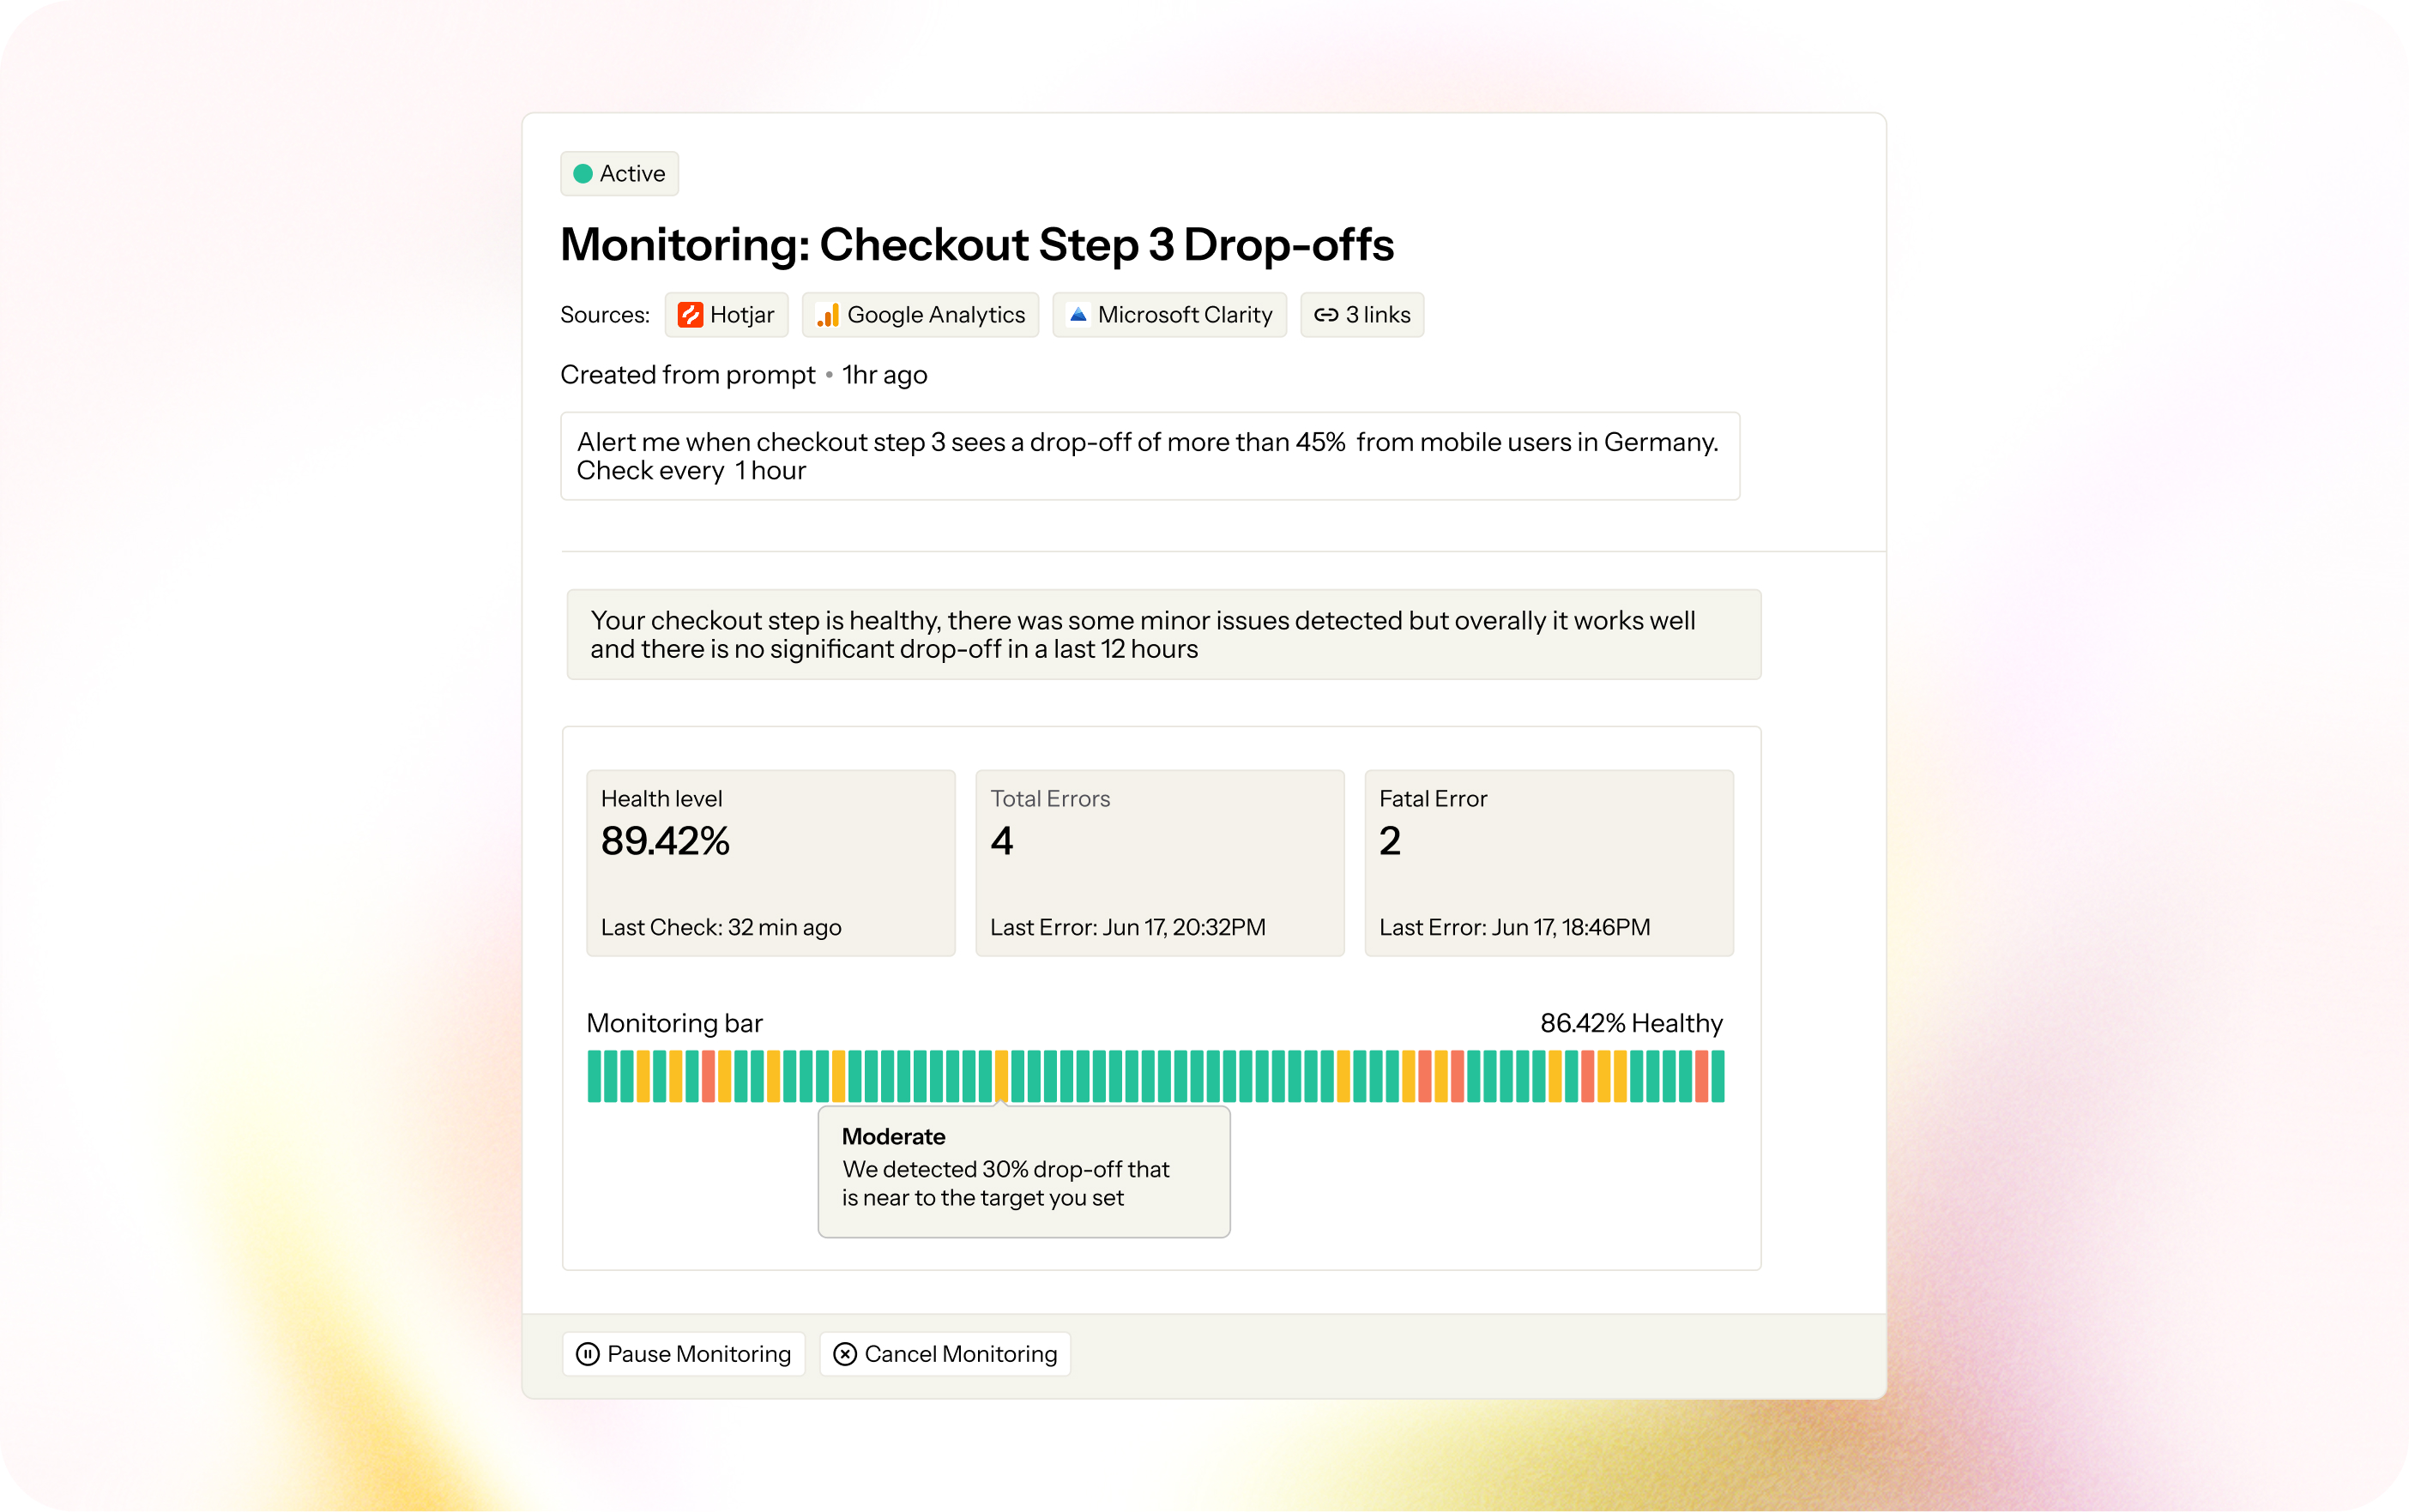 Active
Monitoring: Checkout Step 3 Drop-offs
Sources: Hotjar Google Analytics Microsoft Clarity 3 links
Created from prompt • 1hr ago
Alert me when checkout step 3 sees a drop-off of more than 45% from mobile users in Germany.
Check every 1 hour
Your checkout step is healthy, there was some minor issues detected but overally it works well
and there is no significant drop-off in a last 12 hours
Health level
89.42%
Last Check: 32 min ago
Total Errors
4
Last Error: Jun 17, 20:32PM
Fatal Error
2
Last Error: Jun 17, 18:46PM
Monitoring bar
86.42% Healthy
Moderate
We detected 30% drop-off that
is near to the target you set
Pause Monitoring
Cancel Monitoring